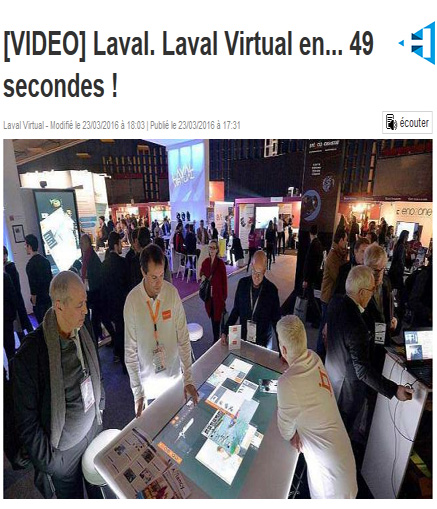 [VIDEO] Laval. Laval Virtual en... 49
secondes !
Laval Virtual - Modifié le 23/03/2016 à 18:03 | Publié le 23/03/2016 à 17:31
écouter
enozone